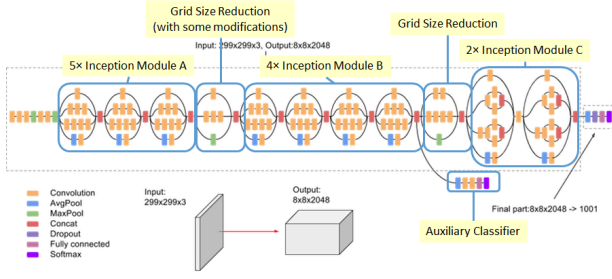 Grid Size Reduction
(with some modifications)
Grid Size Reduction
Input: 299x299x3, Output:8x8x2048
2× Inception Module C
5× Inception Module A
4× Inception Module B
Convolution
AvgPool
MaxPool
Concat
Dropout
Fully connected
Softmax
Input:
299x299x3
Output:
8x8x2048
Auxiliary Classifier
Final part:8x8x2048 -> 1001